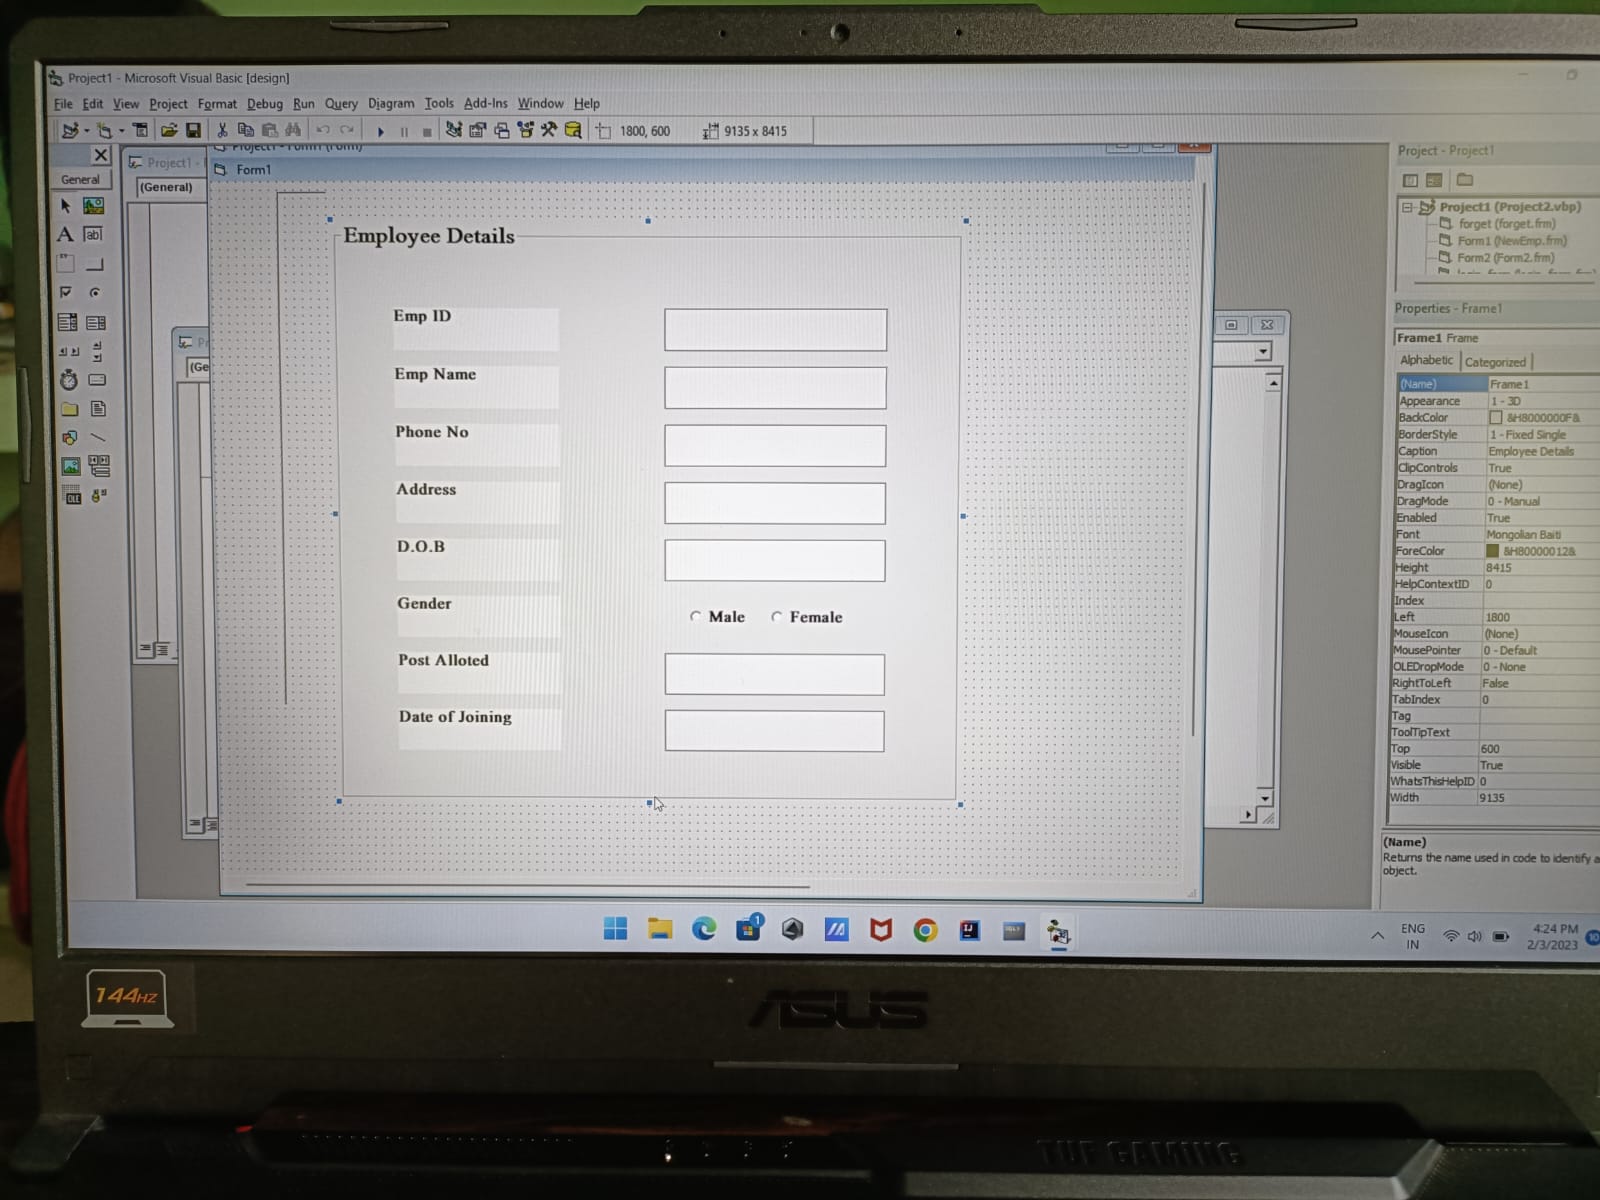 Project1 - Microsoft Visual Basic [design]
File Edit View Project Format Debug Run Query Diagram Tools Add-Ins Window Help
1800, 600 9135 x 8415
General
Project1 -
(General)
Project1 - Form1 (Form)
Form1
Employee Details
Emp ID
Emp Name
Phone No
Address
D.O.B
Gender
Male Female
Post Alloted
Date of Joining
Project - Project1
Project1 (Project2.vbp)
forget (forget.frm)
Form1 (NewEmp.frm)
Form2 (Form2.frm)
Properties - Frame1
Frame1 Frame
Alphabetic Categorized
(Name) Frame1
Appearance 1 - 3D
BackColor &H8000000F&
BorderStyle 1 - Fixed Single
Caption Employee Details
ClipControls True
DragIcon (None)
DragMode 0 - Manual
Enabled True
Font Mongolian Baiti
ForeColor &H80000012&
Height 8415
HelpContextID 0
Index
Left 1800
MouseIcon (None)
MousePointer 0 - Default
OLEDropMode 0 - None
RightToLeft False
TabIndex 0
Tag
ToolTipText
Top 600
Visible True
WhatsThisHelpID 0
Width 9135
(Name)
Returns the name used in code to identify a
object.
ENG
IN
4:24 PM
2/3/2023
144HZ
ASUS
TUF GAMING